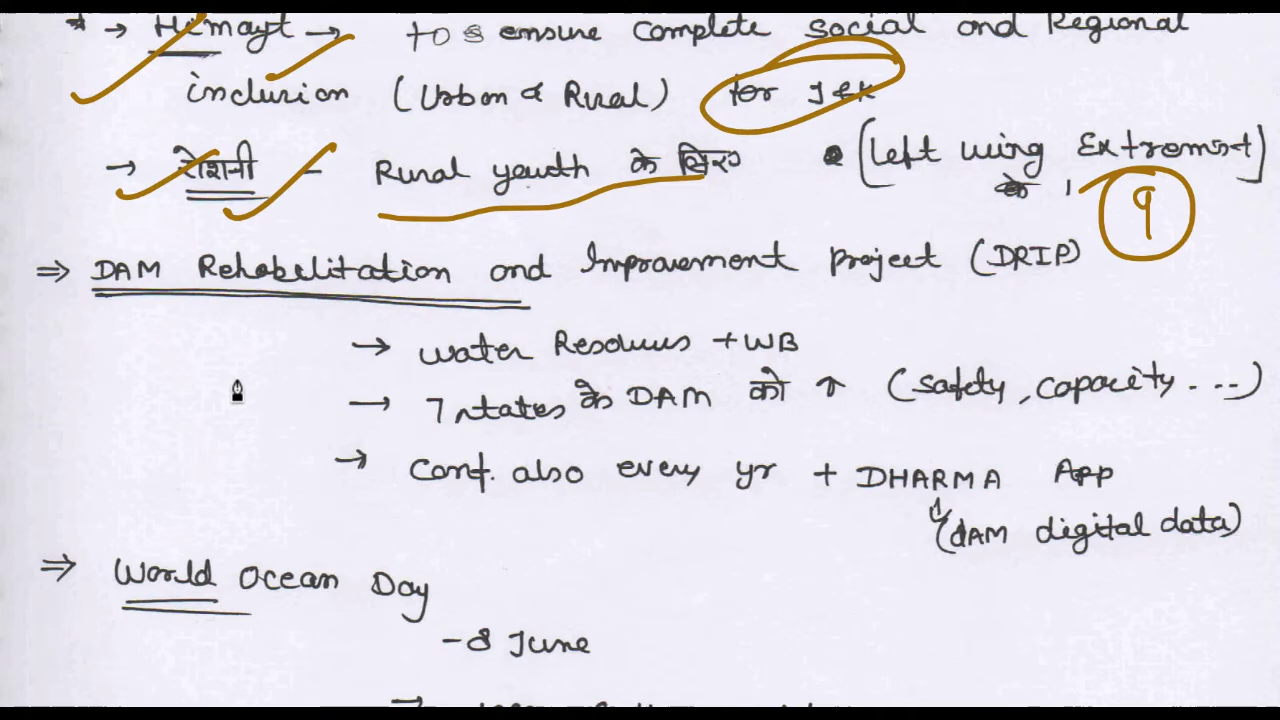 * → Himayt → to ensure complete social and Regional
inclusion (Urban & Rural) for J&K
→ रोशनी - Rural youth के लिए (Left wing Extremist)
के 9
⇒ DAM Rehabilitation and Improvement Project (DRIP)
→ Water Resources + WB
→ 7 states के DAM को ↑ (safety, capacity ...)
→ Conf. also every yr + DHARMA APP
(DAM digital data)
⇒ World Ocean Day
- 8 June
→